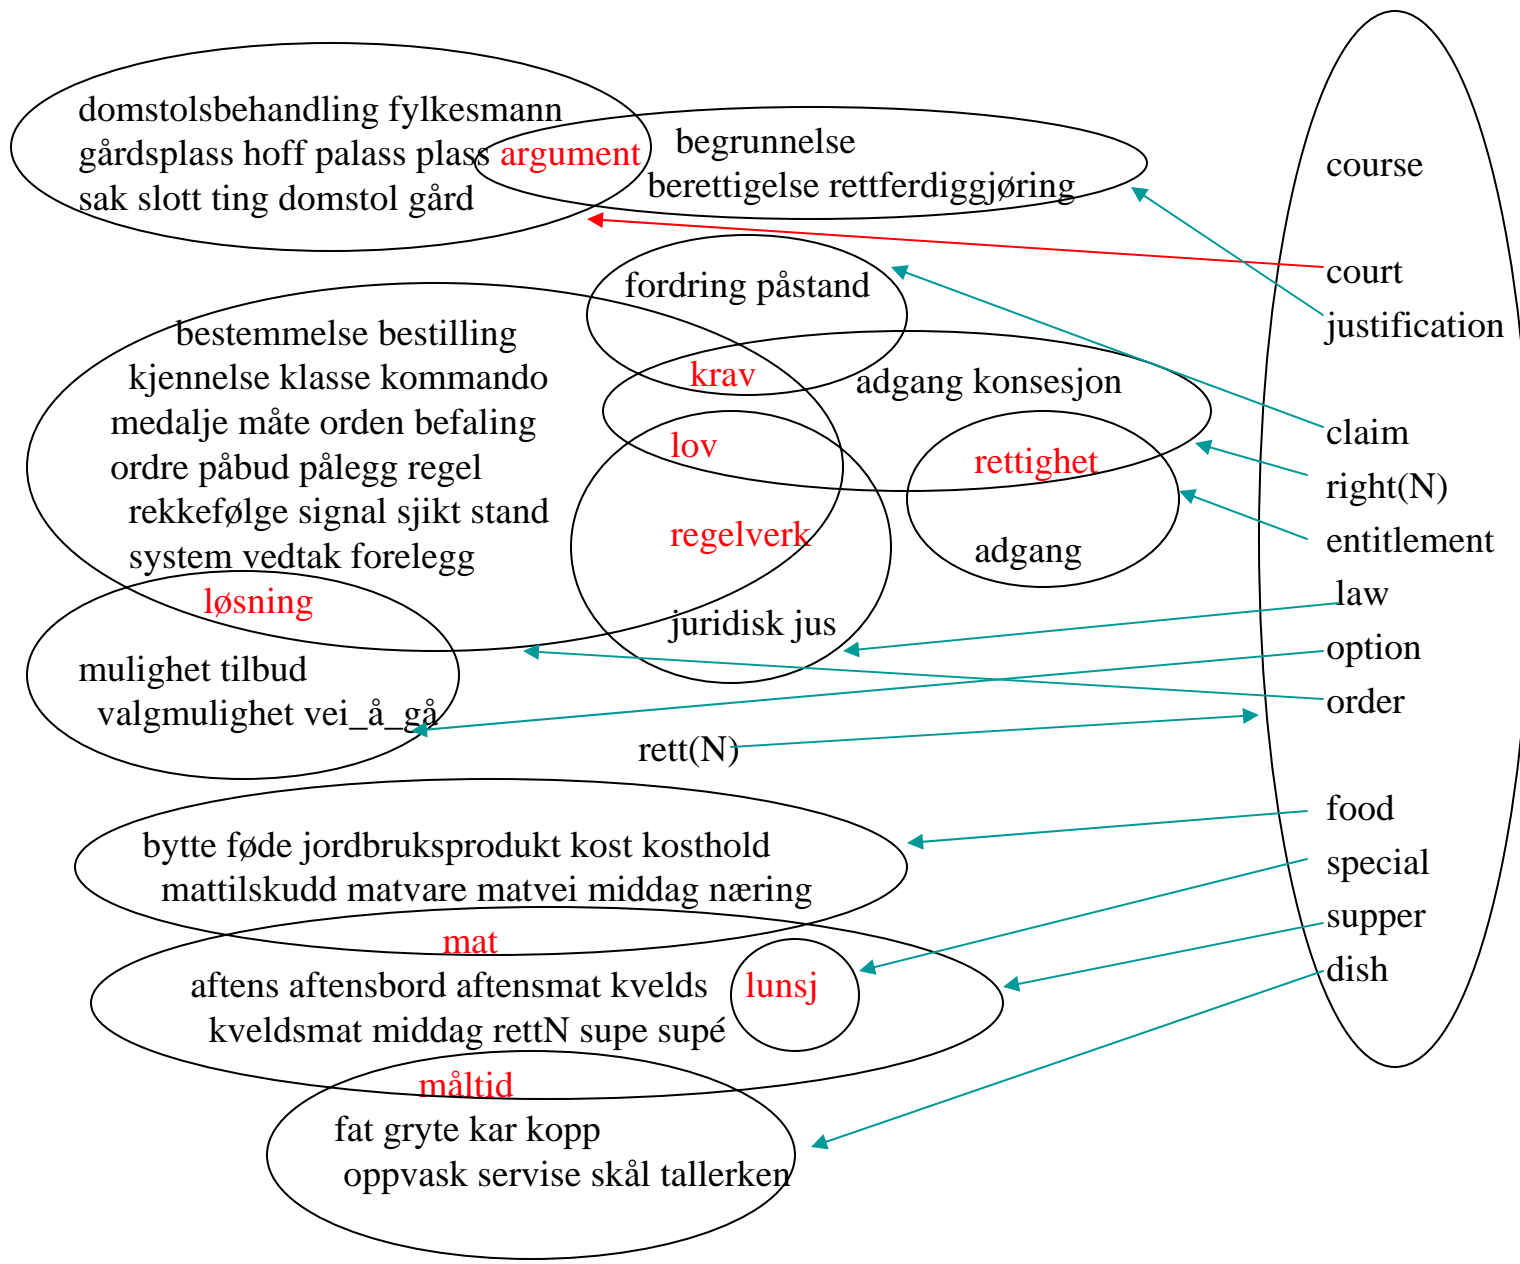 domstolsbehandling fylkesmann
gårdsplass hoff palass plass argument
sak slott ting domstol gård
begrunnelse
berettigelse rettferdiggjøring
fordring påstand
bestemmelse bestilling
kjennelse klasse kommando
medalje måte orden befaling
ordre påbud pålegg regel
rekkefølge signal sjikt stand
system vedtak forelegg
krav
adgang konsesjon
lov
rettighet
regelverk
adgang
juridisk jus
løsning
mulighet tilbud
valgmulighet vei_å_gå
rett(N)
bytte føde jordbruksprodukt kost kosthold
mattilskudd matvare matvei middag næring
mat
aftens aftensbord aftensmat kvelds
kveldsmat middag rettN supe supé
lunsj
måltid
fat gryte kar kopp
oppvask servise skål tallerken
course
court
justification
claim
right(N)
entitlement
law
option
order
food
special
supper
dish